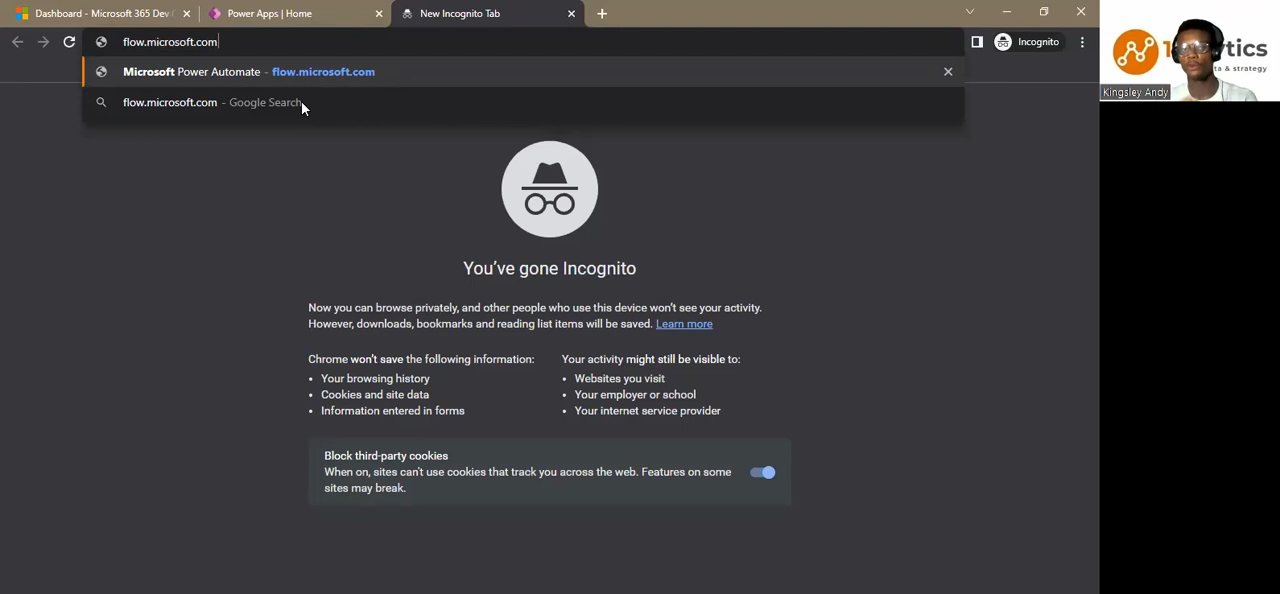 Dashboard - Microsoft 365 Dev
Power Apps | Home
New Incognito Tab
flow.microsoft.com
Incognito
Microsoft Power Automate - flow.microsoft.com
flow.microsoft.com - Google Search
You've gone Incognito
Now you can browse privately, and other people who use this device won't see your activity.
However, downloads, bookmarks and reading list items will be saved. Learn more
Chrome won't save the following information:
• Your browsing history
• Cookies and site data
• Information entered in forms
Your activity might still be visible to:
• Websites you visit
• Your employer or school
• Your internet service provider
Block third-party cookies
When on, sites can't use cookies that track you across the web. Features on some
sites may break.
ytics
ta & strategy
Kingsley Andy